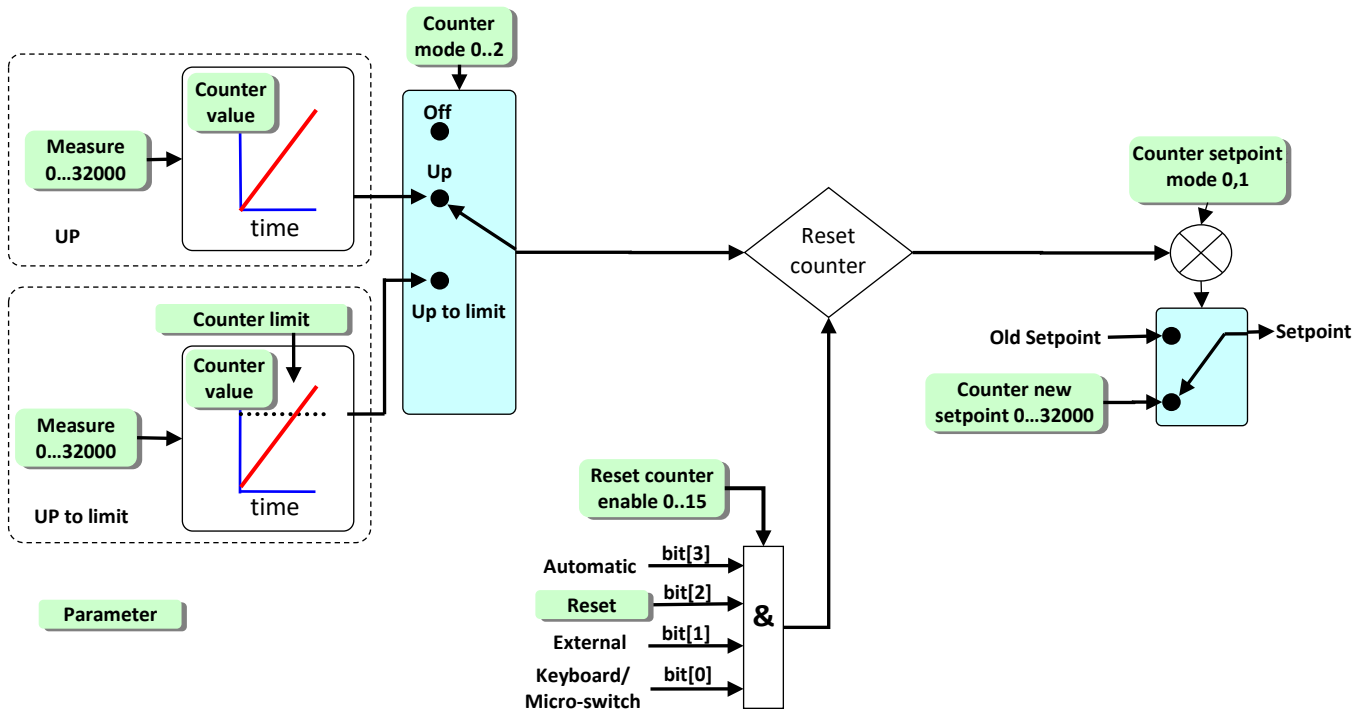 Counter
mode 0..2
Counter
value
Measure
0...32000
time
UP
Off
Up
Up to limit
Counter limit
Counter
value
Measure
0...32000
time
UP to limit
Reset
counter
Counter setpoint
mode 0,1
Old Setpoint
Setpoint
Counter new
setpoint 0...32000
Reset counter
enable 0..15
Automatic
bit[3]
Reset
bit[2]
External
bit[1]
Keyboard/
Micro-switch
bit[0]
&
Parameter